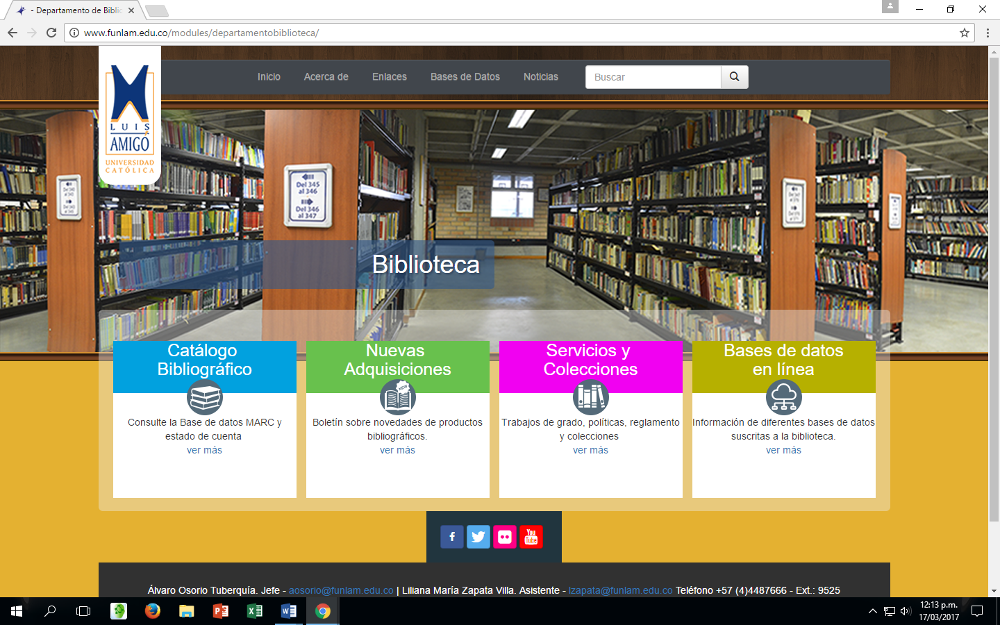 - Departamento de Biblio
www.funlam.edu.co/modules/departamentobiblioteca/
LUIS
AMIGÓ
UNIVERSIDAD
CATÓLICA
Inicio
Acerca de
Enlaces
Bases de Datos
Noticias
Buscar
Del 345
al 346
Del 346
al 347
Biblioteca
Catálogo
Bibliográfico
Consulte la Base de datos MARC y
estado de cuenta
ver más
Nuevas
Adquisiciones
NEW
Boletín sobre novedades de productos
bibliográficos.
ver más
Servicios y
Colecciones
Trabajos de grado, políticas, reglamento
y colecciones
ver más
Bases de datos
en línea
Información de diferentes bases de datos
suscritas a la biblioteca.
ver más
You
Tube
Álvaro Osorio Tuberquía. Jefe - aosorio@funlam.edu.co | Liliana María Zapata Villa. Asistente - lzapata@funlam.edu.co Teléfono +57 (4)4487666 - Ext.: 9525
12:13 p.m.
17/03/2017